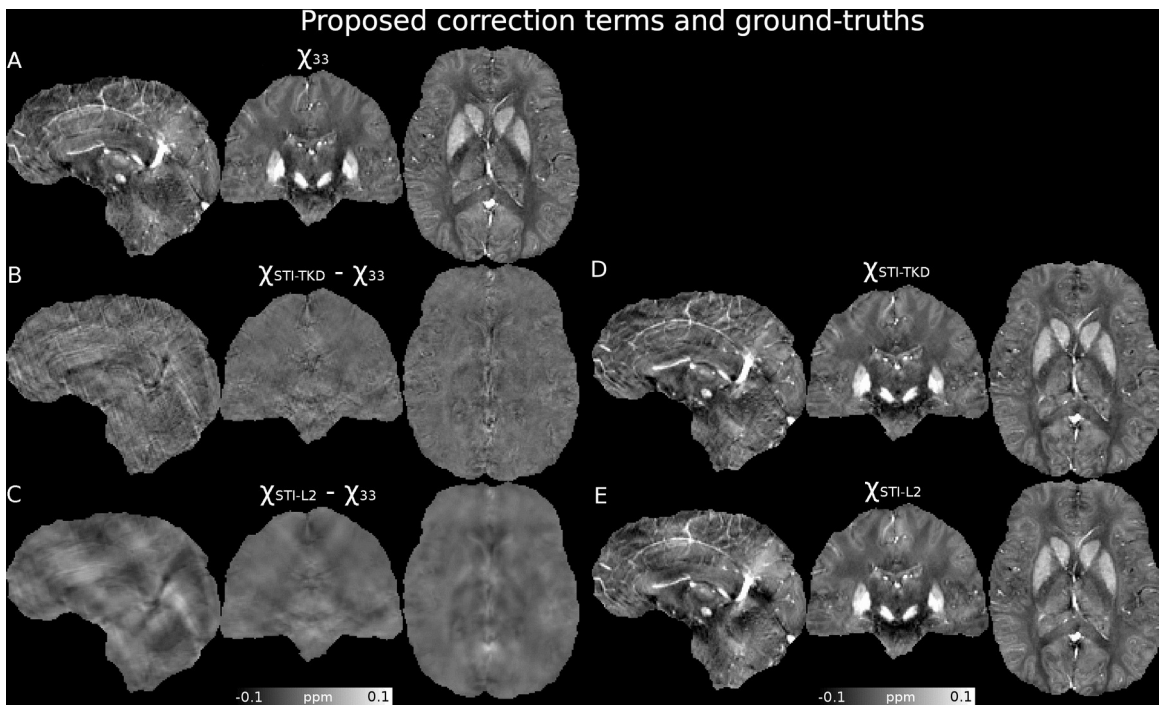 Proposed correction terms and ground-truths
A
χ33
B
χSTI-TKD - χ33
D
χSTI-TKD
C
χSTI-L2 - χ33
E
χSTI-L2
-0.1 ppm 0.1
-0.1 ppm 0.1